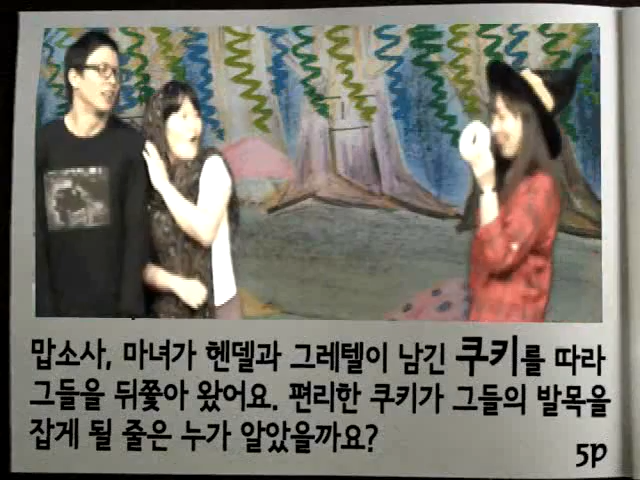 맙소사, 마녀가 헨델과 그레텔이 남긴 쿠키를 따라
그들을 뒤쫓아 왔어요. 편리한 쿠키가 그들의 발목을
잡게 될 줄은 누가 알았을까요?
5p